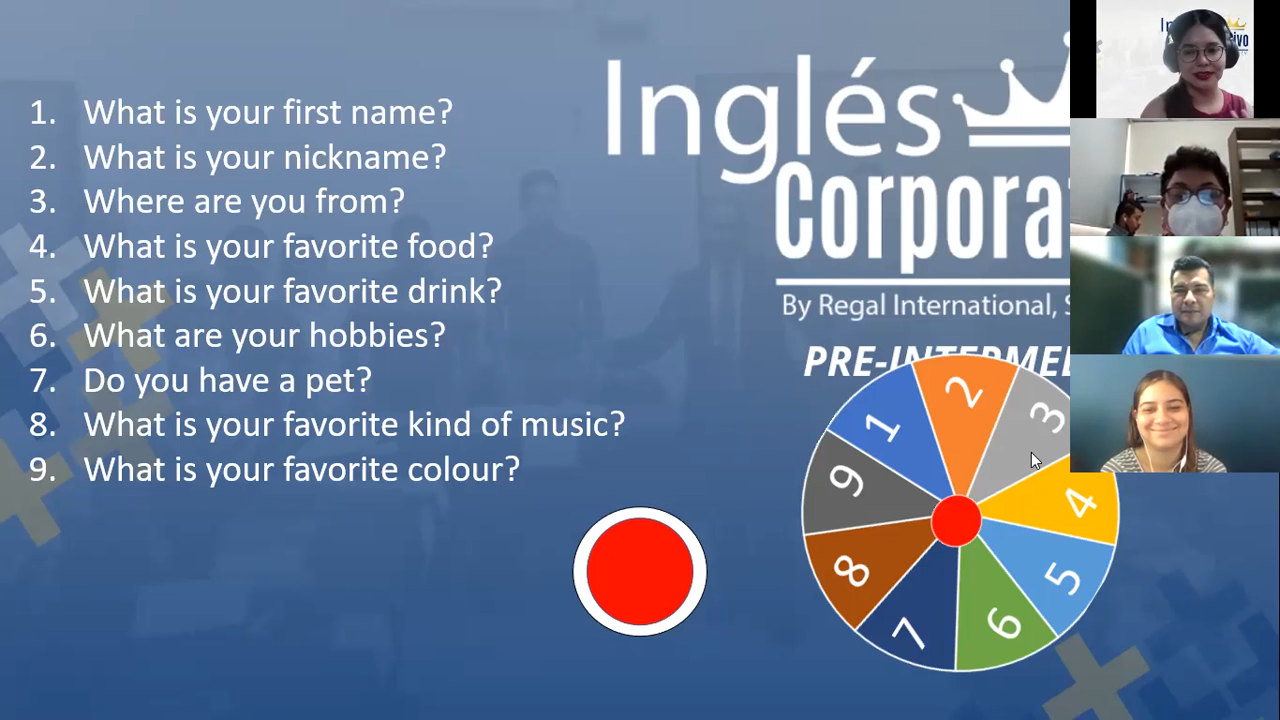 1. What is your first name?
2. What is your nickname?
3. Where are you from?
4. What is your favorite food?
5. What is your favorite drink?
6. What are your hobbies?
7. Do you have a pet?
8. What is your favorite kind of music?
9. What is your favorite colour?
Inglés
Corpora
By Regal International, S
PRE-INTERME
1
2
3
4
5
6
7
8
9